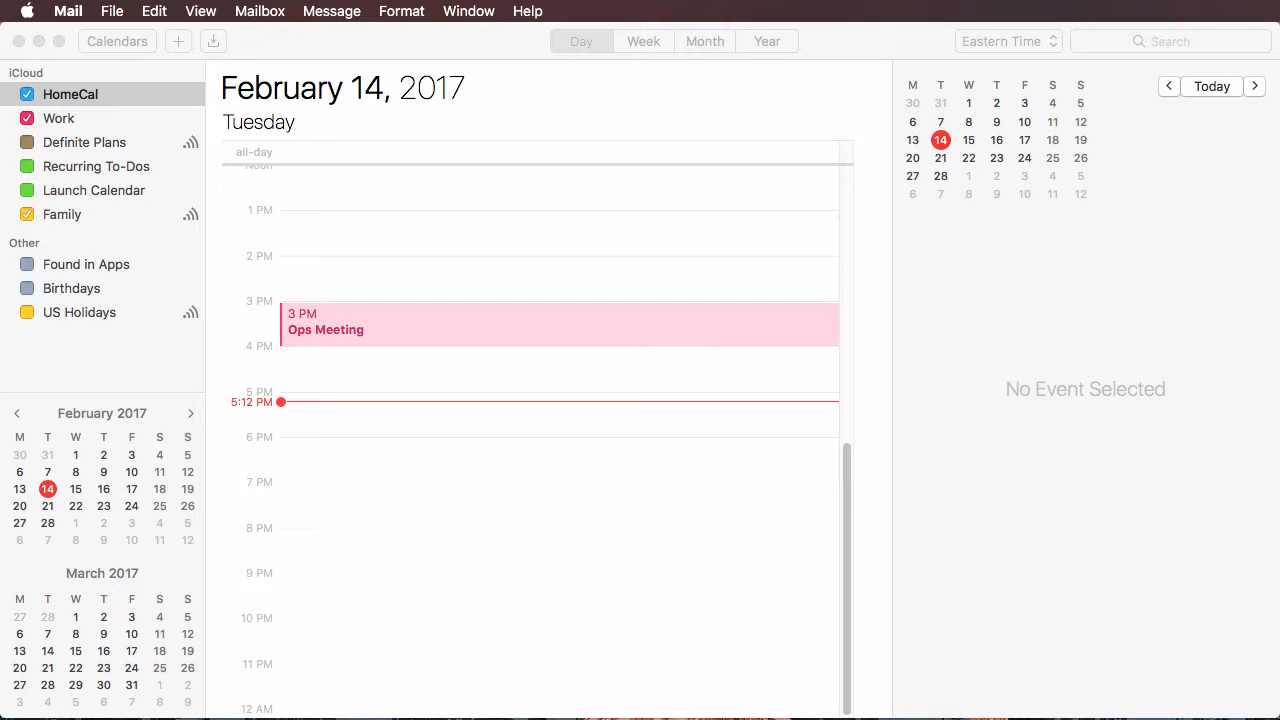 Mail File Edit View Mailbox Message Format Window Help
Calendars + Day Week Month Year Eastern Time Search
iCloud
HomeCal
Work
Definite Plans
Recurring To-Dos
Launch Calendar
Family
Other
Found in Apps
Birthdays
US Holidays
February 2017
M T W T F S S
30 31 1 2 3 4 5
6 7 8 9 10 11 12
13 14 15 16 17 18 19
20 21 22 23 24 25 26
27 28 1 2 3 4 5
6 7 8 9 10 11 12
March 2017
M T W T F S S
27 28 1 2 3 4 5
6 7 8 9 10 11 12
13 14 15 16 17 18 19
20 21 22 23 24 25 26
27 28 29 30 31 1 2
3 4 5 6 7 8 9
February 14, 2017
Tuesday
all-day
Noon
1 PM
2 PM
3 PM
3 PM
Ops Meeting
4 PM
5 PM
5:12 PM
6 PM
7 PM
8 PM
9 PM
10 PM
11 PM
12 AM
M T W T F S S
30 31 1 2 3 4 5
6 7 8 9 10 11 12
13 14 15 16 17 18 19
20 21 22 23 24 25 26
27 28 1 2 3 4 5
6 7 8 9 10 11 12
Today
No Event Selected